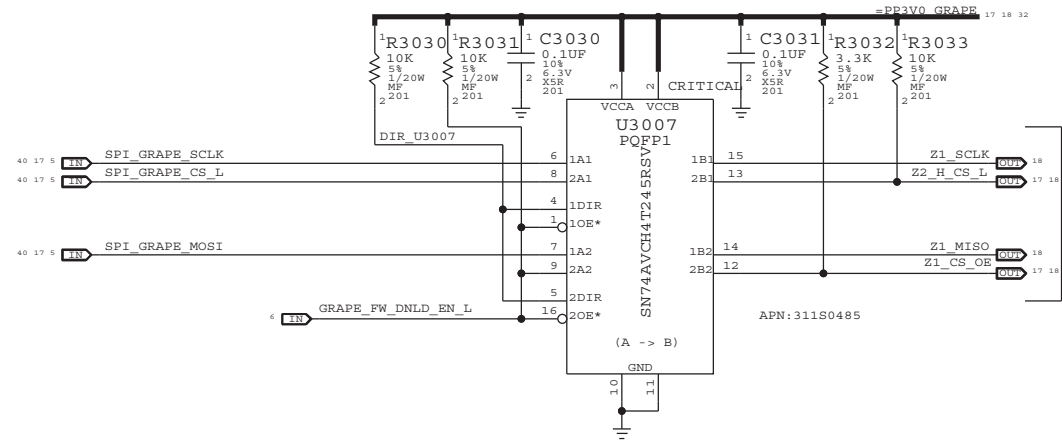 =PP3V0_GRAPE 17 18 32
1 R3030
10K
5%
1/20W
MF
2 201
1 R3031
10K
5%
1/20W
MF
2 201
1 C3030
0.1UF
10%
2 6.3V
X5R
201
1 C3031
0.1UF
10%
2 6.3V
X5R
201
1 R3032
3.3K
5%
1/20W
MF
2 201
1 R3033
10K
5%
1/20W
MF
2 201
3 2 CRITICAL
VCCA VCCB
U3007
PQFP1
SN74AVCH4T245RSV
DIR_U3007
40 17 5 IN SPI_GRAPE_SCLK 6 1A1 1B1 15 Z1_SCLK OUT 18
40 17 5 IN SPI_GRAPE_CS_L 8 2A1 2B1 13 Z2_H_CS_L OUT 17 18
4 1DIR
1 1OE*
40 17 5 IN SPI_GRAPE_MOSI 7 1A2 1B2 14 Z1_MISO OUT 18
9 2A2 2B2 12 Z1_CS_OE OUT 17 18
5 2DIR
6 IN GRAPE_FW_DNLD_EN_L 16 2OE*
APN:311S0485
(A -> B)
GND
10 11